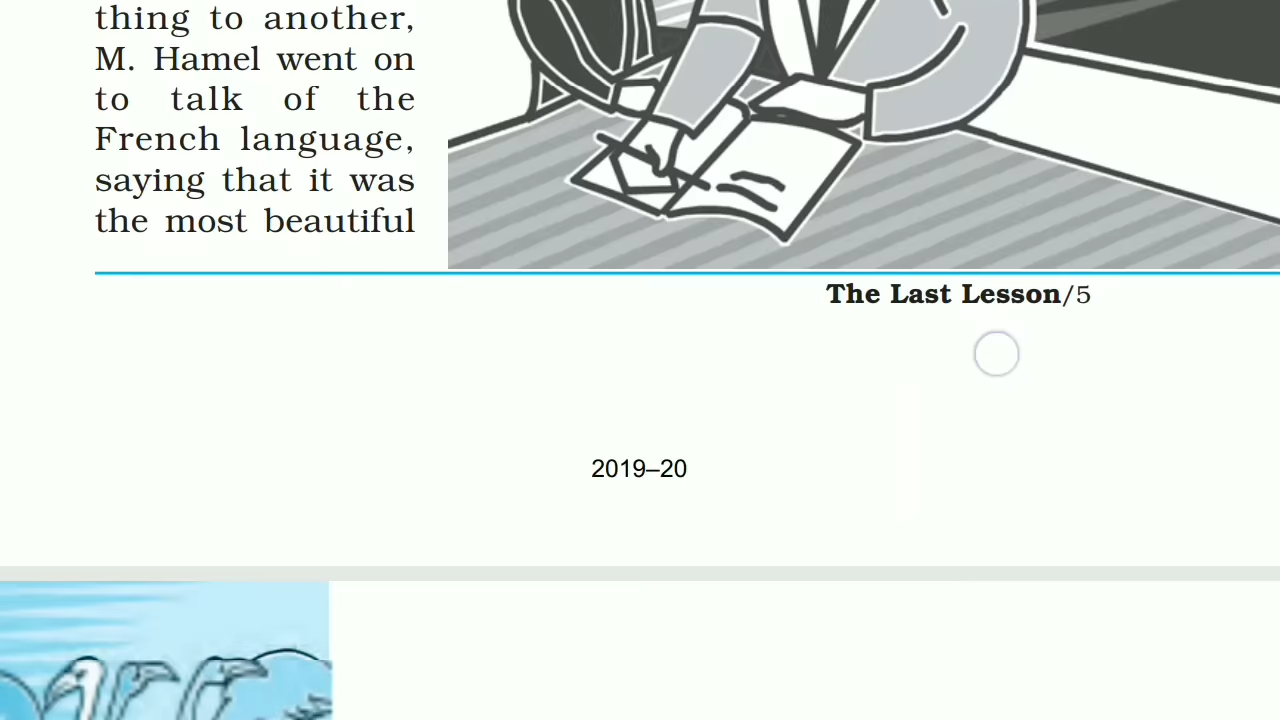 thing to another,
M. Hamel went on
to talk of the
French language,
saying that it was
the most beautiful
The Last Lesson/5
2019–20